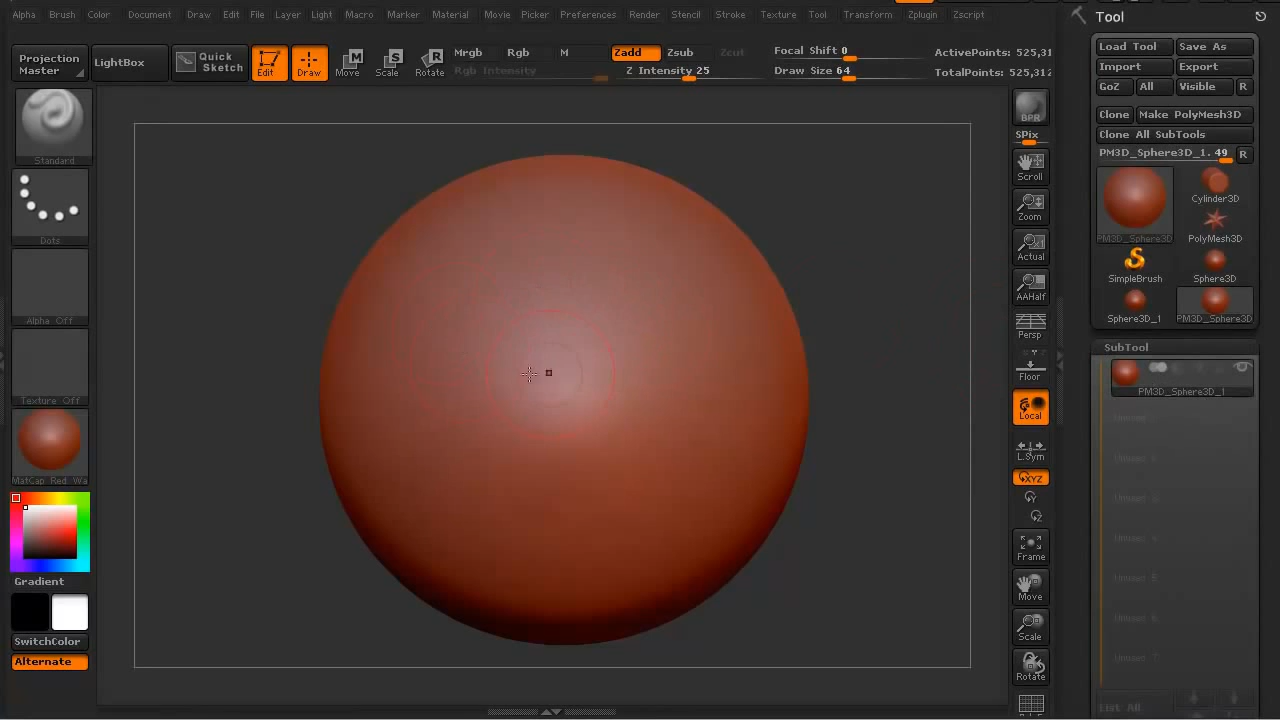 Alpha Brush Color Document Draw Edit File Layer Light Macro Marker Material Movie Picker Preferences Render Stencil Stroke Texture Tool Transform Zplugin Zscript
Tool
Load Tool Save As
Import Export
GoZ All Visible R
Clone Make PolyMesh3D
Clone All SubTools
PM3D_Sphere3D_1. 49 R
Projection Master
LightBox
Quick Sketch
Edit
Draw
Move
Scale
Rotate
Mrgb Rgb M Zadd Zsub Zcut
Rgb Intensity
Z Intensity 25
Focal Shift 0
Draw Size 64
ActivePoints: 525,31
TotalPoints: 525,312
Standard
Dots
Alpha Off
Texture Off
MatCap Red Wa
Gradient
SwitchColor
Alternate
BPR
SPix
Scroll
Zoom
Actual
AAHalf
Persp
Floor
Local
L.Sym
XYZ
Y
Z
Frame
Move
Scale
Rotate
PM3D_Sphere3D
Cylinder3D
PolyMesh3D
SimpleBrush
Sphere3D
Sphere3D_1
PM3D_Sphere3D
SubTool
PM3D_Sphere3D_1
List All